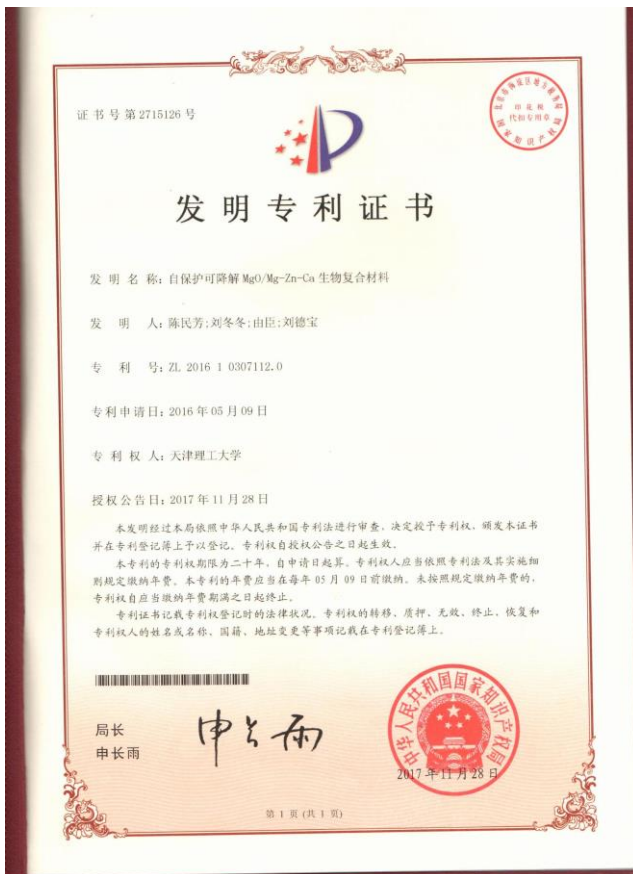 证书号第2715126号
印花税
代扣专用章
国家知识产权局
发明专利证书
发明名称：自保护可降解MgO/Mg-Zn-Ca生物复合材料
发明人：陈民芳;刘冬冬;由臣;刘德宝
专利号：ZL 2016 1 0307112.0
专利申请日：2016年05月09日
专利权人：天津理工大学
授权公告日：2017年11月28日
本发明经过本局依照中华人民共和国专利法进行审查，决定授予专利权，颁发本证书
并在专利登记簿上予以登记。专利权自授权公告之日起生效。
本专利的专利权期限为二十年，自申请日起算。专利权人应当依照专利法及其实施细
则规定缴纳年费。本专利的年费应当在每年05月09日前缴纳。未按照规定缴纳年费的，
专利权自应当缴纳年费期满之日起终止。
专利证书记载专利权登记时的法律状况。专利权的转移、质押、无效、终止、恢复和
专利权人的姓名或名称、国籍、地址变更等事项记载在专利登记簿上。
局长
申长雨
申长雨
中华人民共和国国家知识产权局
2017年11月28日
第1页(共1页)